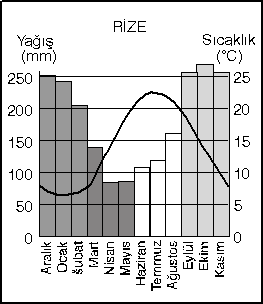 RİZE
Yağış Sıcaklık
(mm) (°C)
250 25
200 20
150 15
100 10
50 5
0 0
Aralık
Ocak
Şubat
Mart
Nisan
Mayıs
Haziran
Temmuz
Ağustos
Eylül
Ekim
Kasım